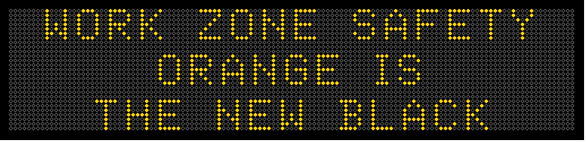 WORK ZONE SAFETY
ORANGE IS
THE NEW BLACK